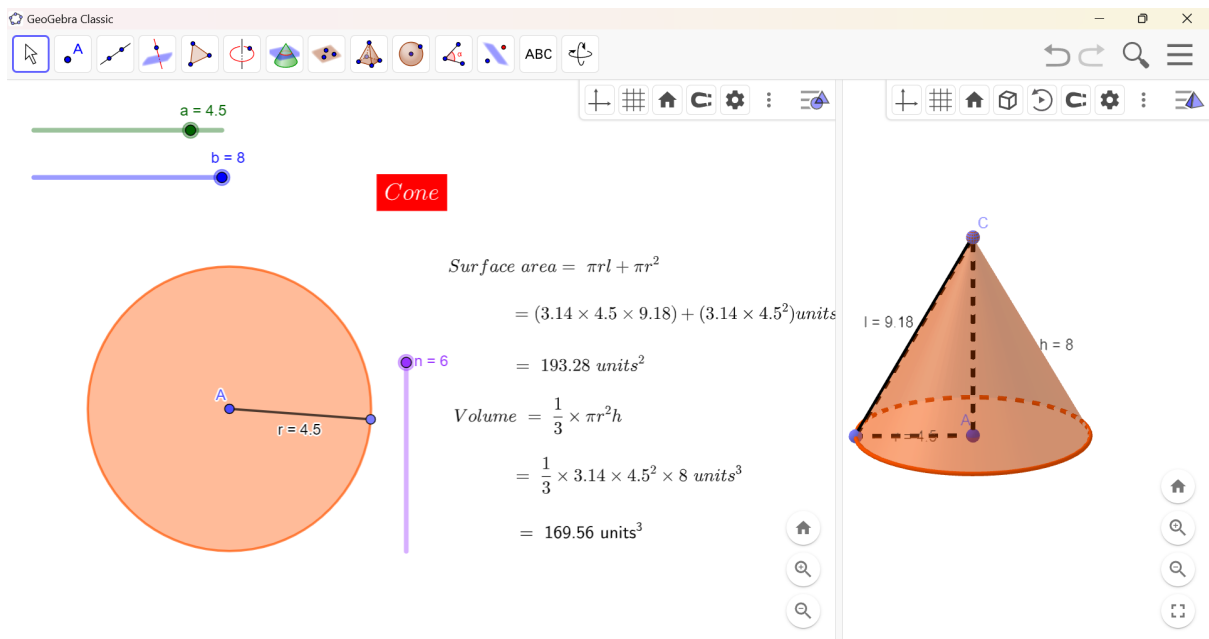 GeoGebra Classic
A
ABC
a = 4.5
b = 8
Cone
Surface area = πrl + πr²
= (3.14 × 4.5 × 9.18) + (3.14 × 4.5²)units
= 193.28 units²
n = 6
Volume = 1/3 × πr²h
= 1/3 × 3.14 × 4.5² × 8 units³
= 169.56 units³
A
r = 4.5
C
l = 9.18
h = 8
A
r = 4.5